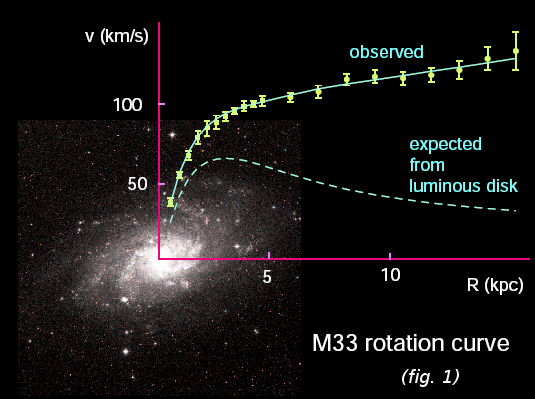 v (km/s)
observed
100
expected
from
luminous disk
50
5
10
R (kpc)
M33 rotation curve
(fig. 1)